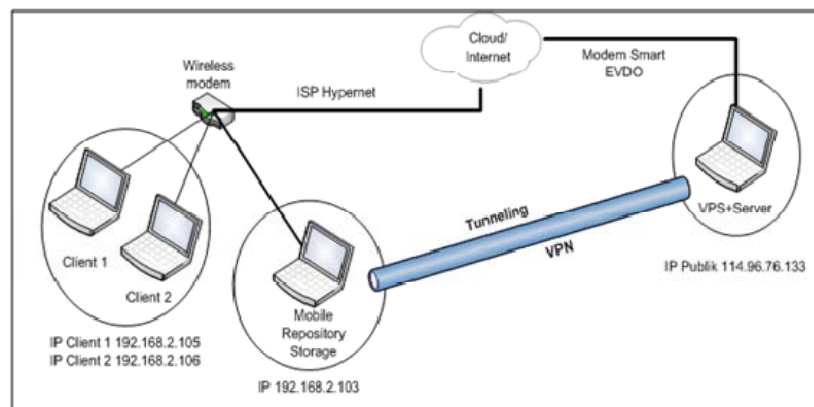 Cloud/
Internet
Modem Smart
EVDO
Wireless
modem
ISP Hypernet
Client 1
Client 2
Tunneling
VPN
VPS+Server
IP Publik 114.96.76.133
Mobile
Repository
Storage
IP Client 1 192.168.2.105
IP Client 2 192.168.2.106
IP 192.168.2.103